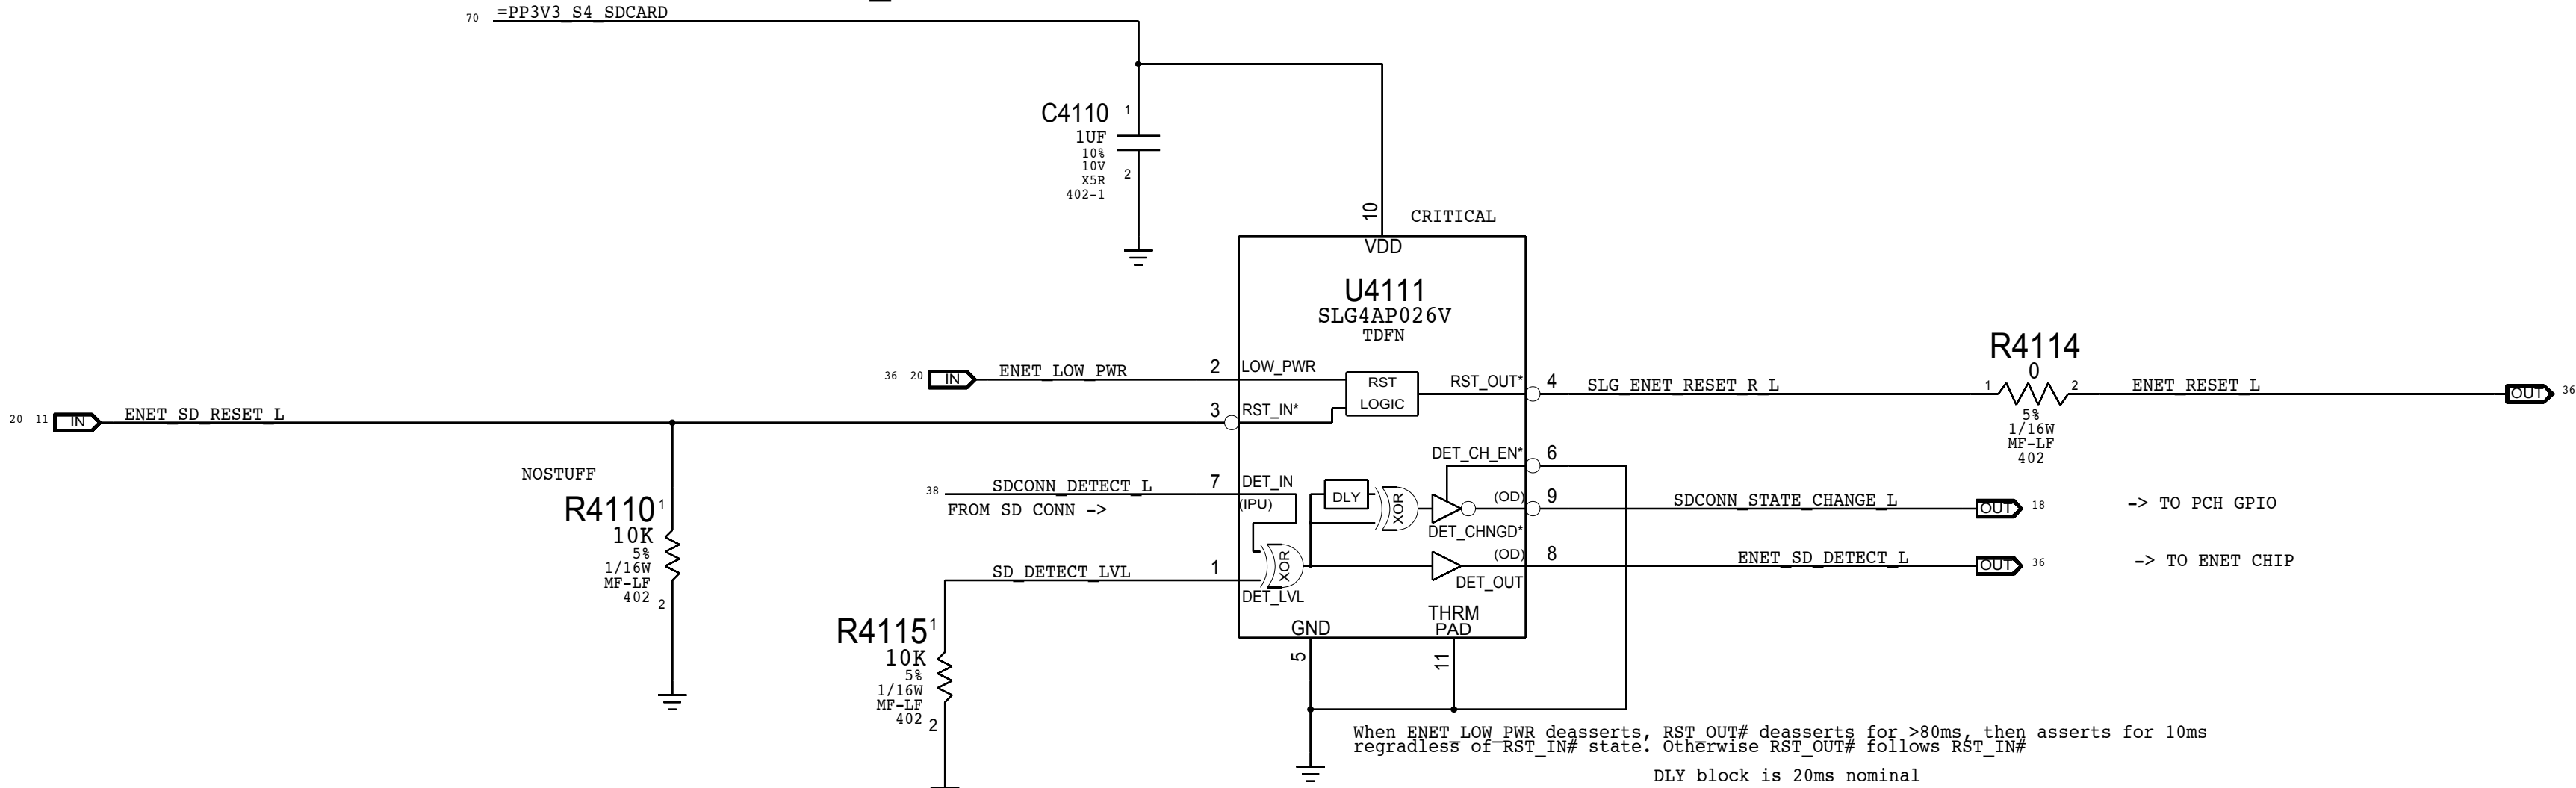 70 =PP3V3_S4_SDCARD
C4110 1
1UF
10%
10V
X5R 2
402-1
10 CRITICAL
VDD
U4111
SLG4AP026V
TDFN
R4114
0
36 20 IN ENET_LOW_PWR 2 LOW_PWR RST LOGIC RST_OUT* 4 SLG_ENET_RESET_R_L 1 2 ENET_RESET_L OUT 36
5%
1/16W
MF-LF
402
20 11 IN ENET_SD_RESET_L 3 RST_IN*
DET_CH_EN* 6
NOSTUFF
R4110 1
10K
5%
1/16W
MF-LF
402 2
38 SDCONN_DETECT_L 7 DET_IN
FROM SD CONN -> (IPU)
DLY XOR (OD) 9 SDCONN_STATE_CHANGE_L OUT 18 -> TO PCH GPIO
DET_CHNGD*
XOR (OD) 8 ENET_SD_DETECT_L OUT 36 -> TO ENET CHIP
DET_OUT
SD_DETECT_LVL 1
DET_LVL
THRM
GND PAD
5 11
R4115 1
10K
5%
1/16W
MF-LF
402 2
When ENET_LOW_PWR deasserts, RST_OUT# deasserts for >80ms, then asserts for 10ms
regradless of RST_IN# state. Otherwise RST_OUT# follows RST_IN#
DLY block is 20ms nominal